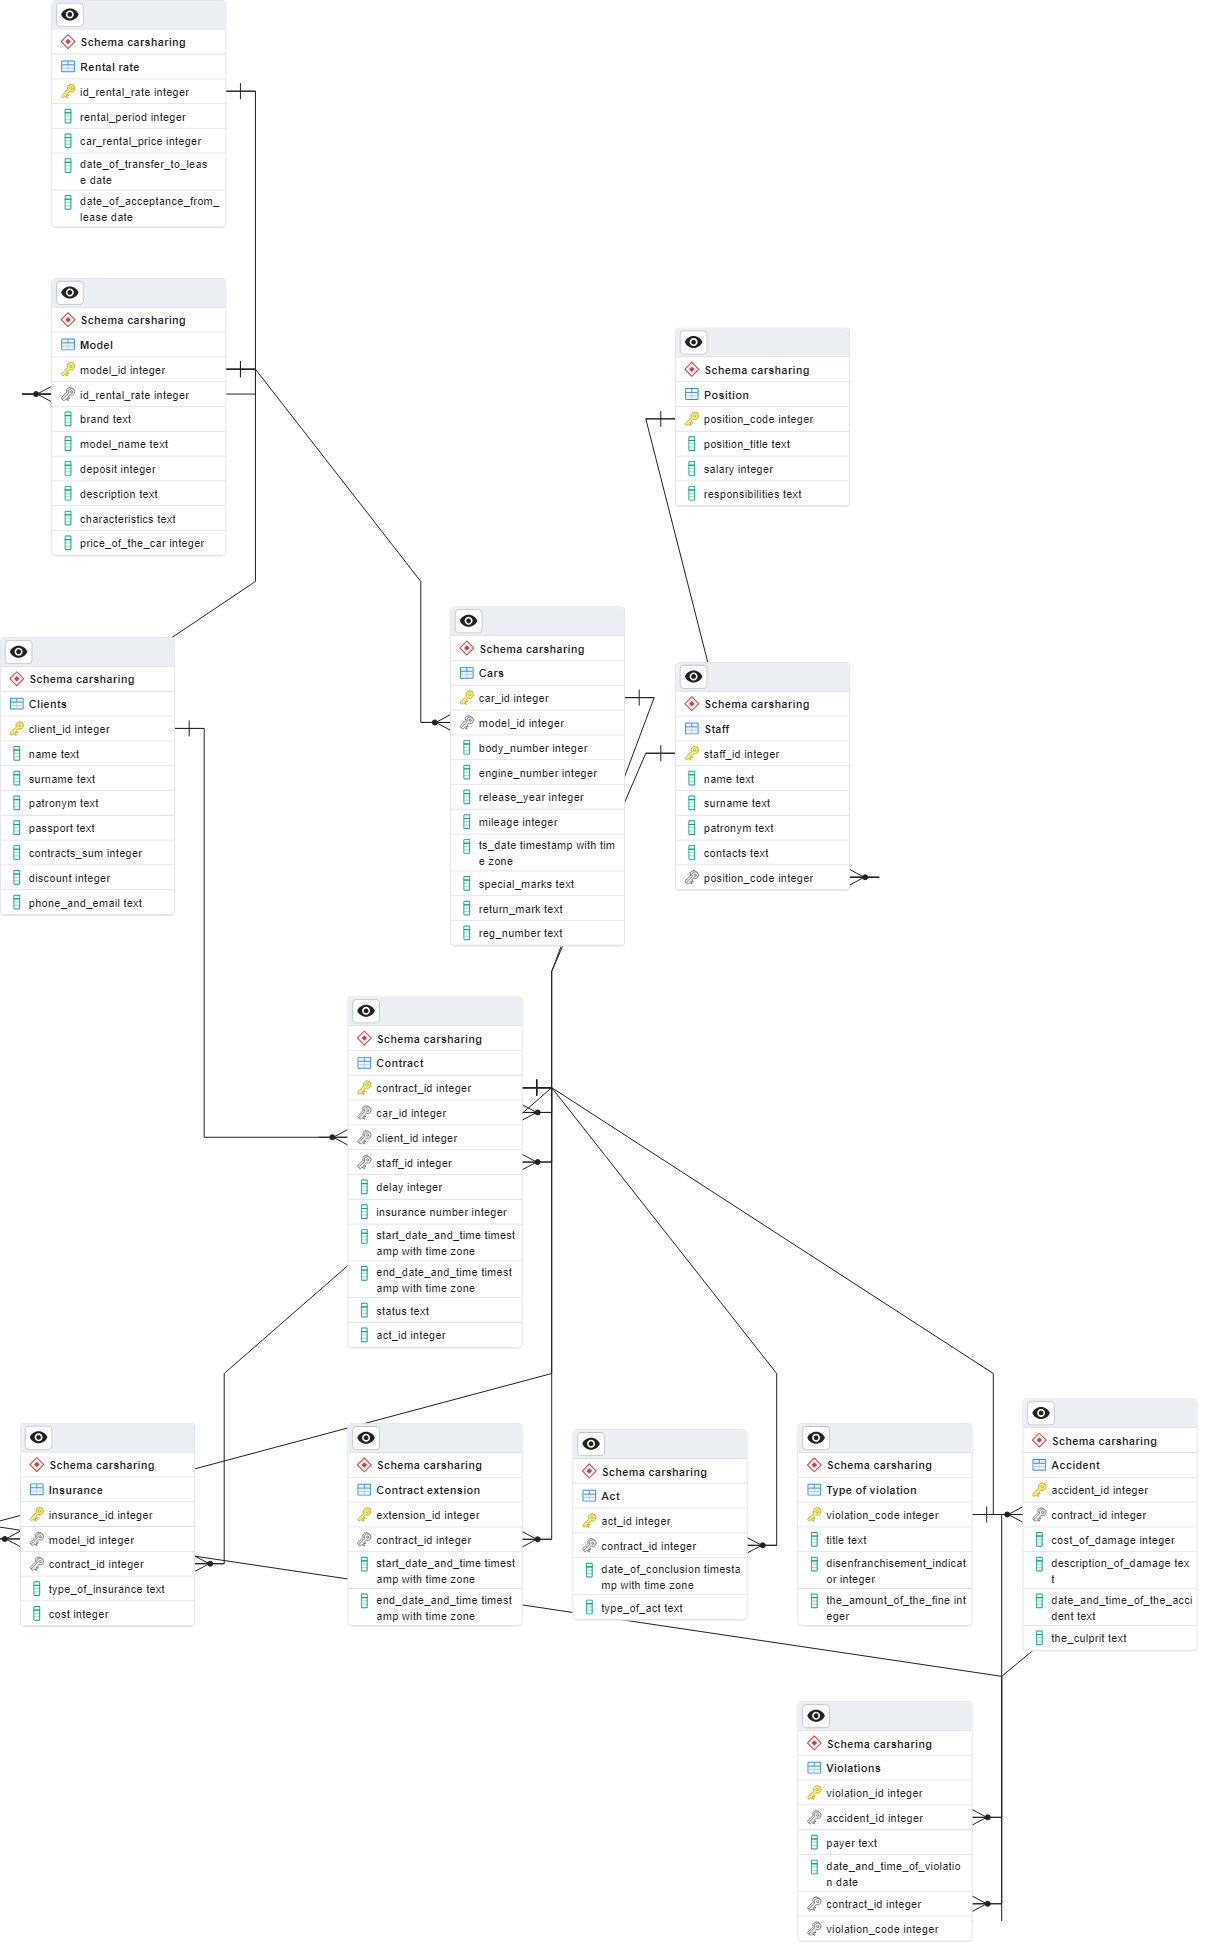 Schema carsharing
Rental rate
id_rental_rate integer
rental_period integer
car_rental_price integer
date_of_transfer_to_leas
e date
date_of_acceptance_from_
lease date
Schema carsharing
Model
model_id integer
id_rental_rate integer
brand text
model_name text
deposit integer
description text
characteristics text
price_of_the_car integer
Schema carsharing
Position
position_code integer
position_title text
salary integer
responsibilities text
Schema carsharing
Clients
client_id integer
name text
surname text
patronym text
passport text
contracts_sum integer
discount integer
phone_and_email text
Schema carsharing
Cars
car_id integer
model_id integer
body_number integer
engine_number integer
release_year integer
mileage integer
ts_date timestamp with tim
e zone
special_marks text
return_mark text
reg_number text
Schema carsharing
Staff
staff_id integer
name text
surname text
patronym text
contacts text
position_code integer
Schema carsharing
Contract
contract_id integer
car_id integer
client_id integer
staff_id integer
delay integer
insurance number integer
start_date_and_time timest
amp with time zone
end_date_and_time timest
amp with time zone
status text
act_id integer
Schema carsharing
Insurance
insurance_id integer
model_id integer
contract_id integer
type_of_insurance text
cost integer
Schema carsharing
Contract extension
extension_id integer
contract_id integer
start_date_and_time timest
amp with time zone
end_date_and_time timest
amp with time zone
Schema carsharing
Act
act_id integer
contract_id integer
date_of_conclusion timesta
mp with time zone
type_of_act text
Schema carsharing
Type of violation
violation_code integer
title text
disenfranchisement_indicat
or integer
the_amount_of_the_fine int
eger
Schema carsharing
Accident
accident_id integer
contract_id integer
cost_of_damage integer
description_of_damage tex
t
date_and_time_of_the_acci
dent text
the_culprit text
Schema carsharing
Violations
violation_id integer
accident_id integer
payer text
date_and_time_of_violatio
n date
contract_id integer
violation_code integer